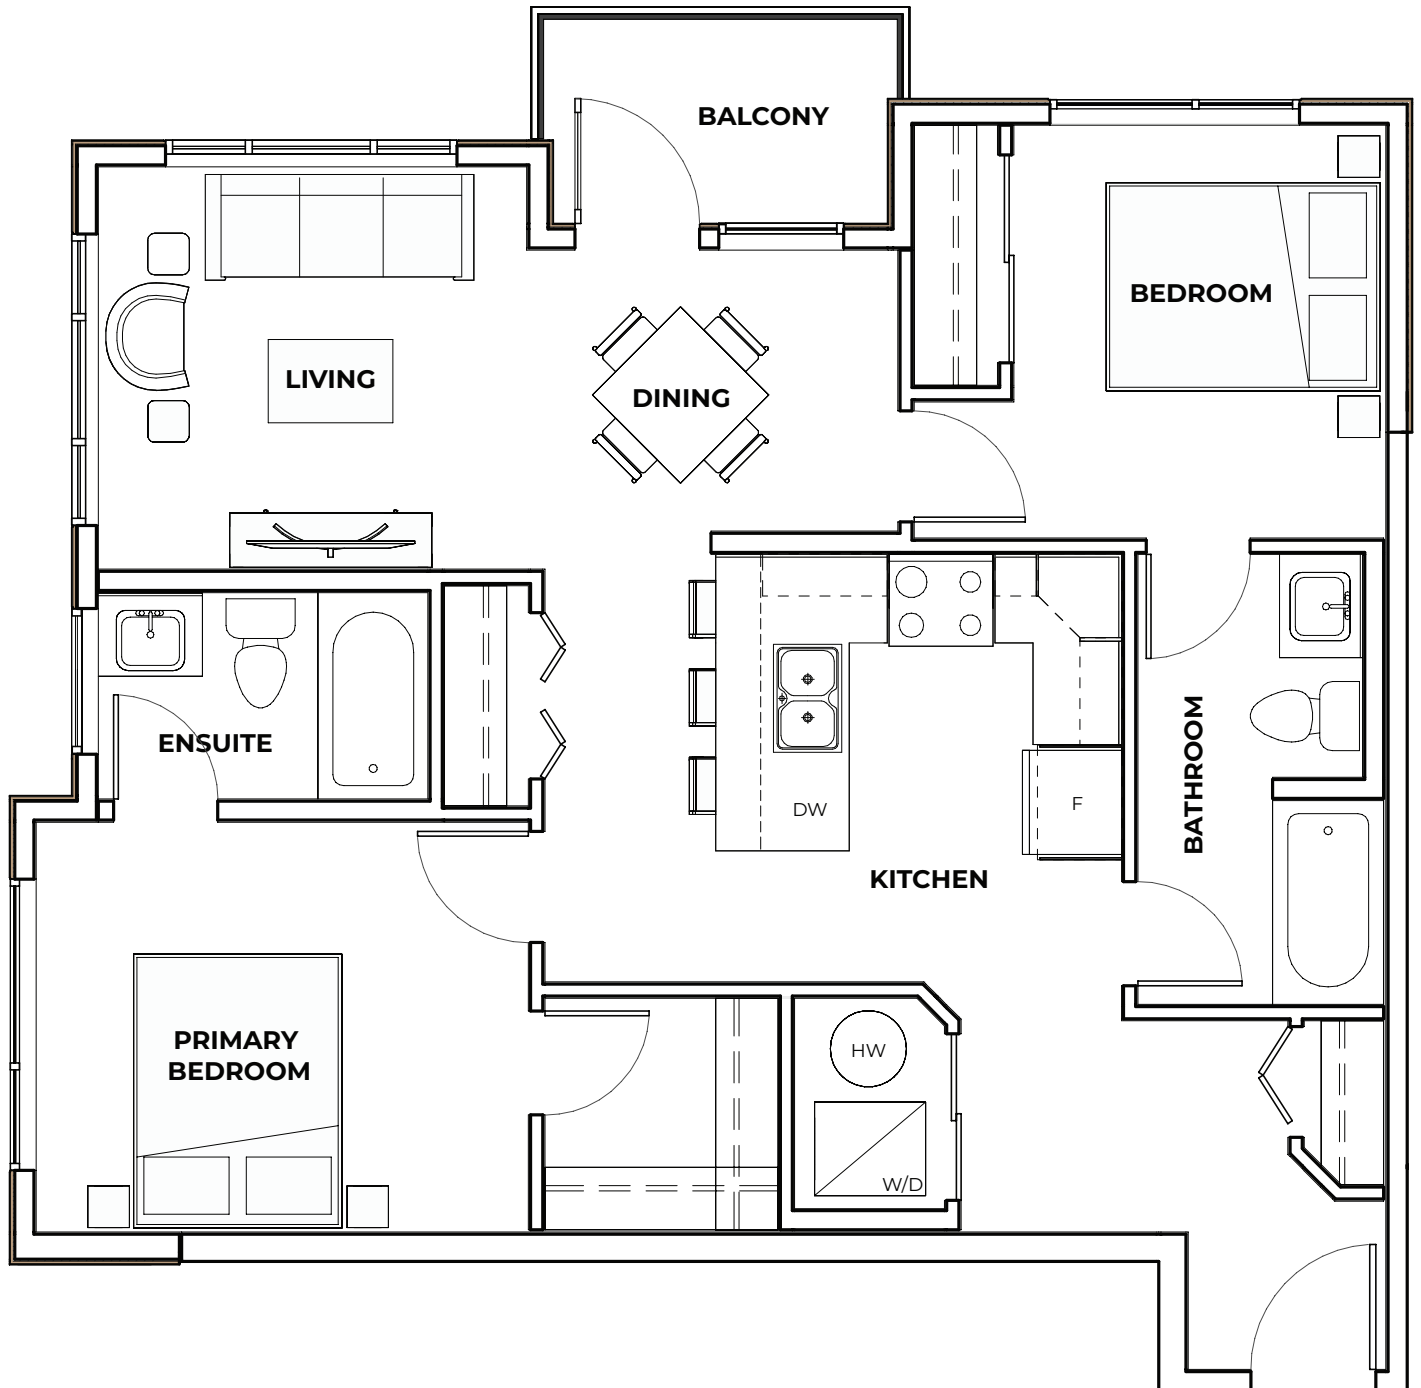 BALCONY
BEDROOM
LIVING
DINING
ENSUITE
BATHROOM
DW
F
KITCHEN
PRIMARY
BEDROOM
HW
W/D